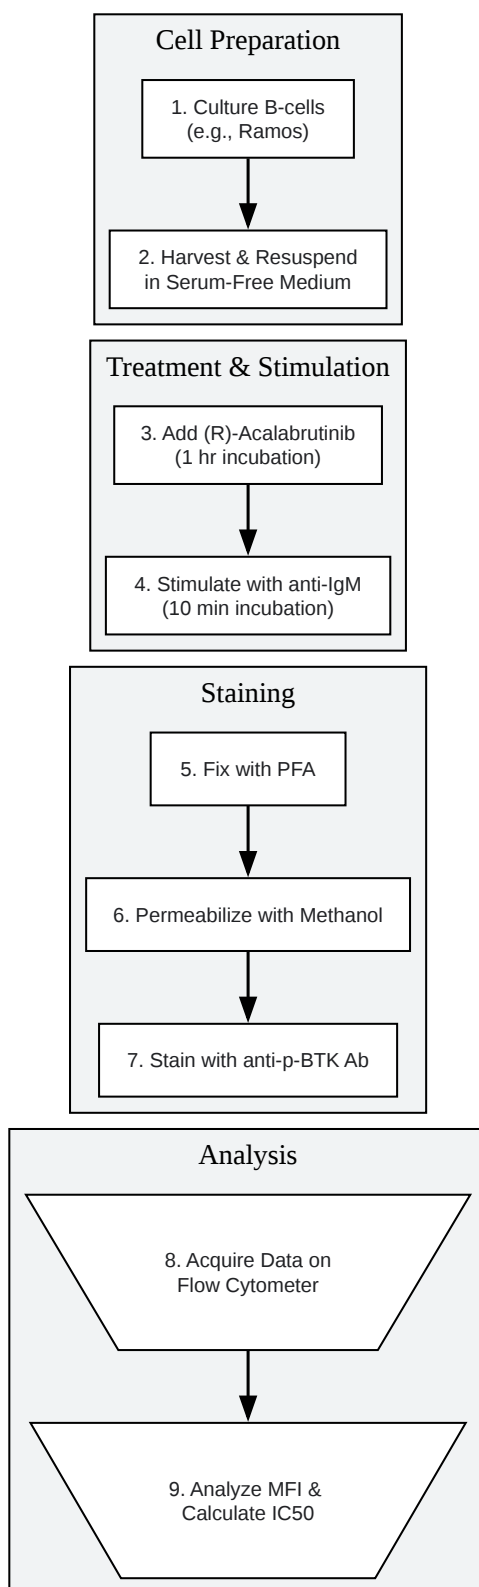 Cell Preparation
1. Culture B-cells
(e.g., Ramos)
2. Harvest & Resuspend
in Serum-Free Medium
Treatment & Stimulation
3. Add (R)-Acalabrutinib
(1 hr incubation)
4. Stimulate with anti-IgM
(10 min incubation)
Staining
5. Fix with PFA
6. Permeabilize with Methanol
7. Stain with anti-p-BTK Ab
Analysis
8. Acquire Data on
Flow Cytometer
9. Analyze MFI &
Calculate IC50